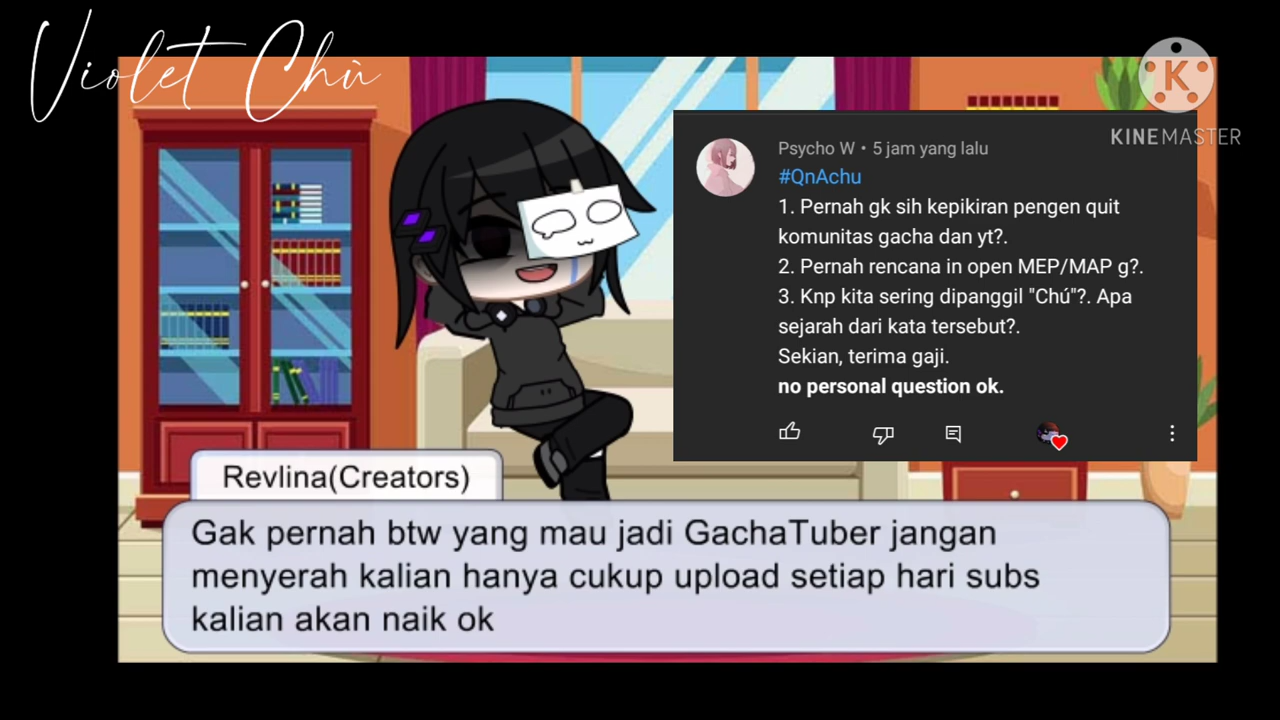 Violet Chù
KINEMASTER
Psycho W • 5 jam yang lalu
#QnAchu
1. Pernah gk sih kepikiran pengen quit
komunitas gacha dan yt?.
2. Pernah rencana in open MEP/MAP g?.
3. Knp kita sering dipanggil "Chú"?. Apa
sejarah dari kata tersebut?.
Sekian, terima gaji.
no personal question ok.
Revlina(Creators)
Gak pernah btw yang mau jadi GachaTuber jangan
menyerah kalian hanya cukup upload setiap hari subs
kalian akan naik ok